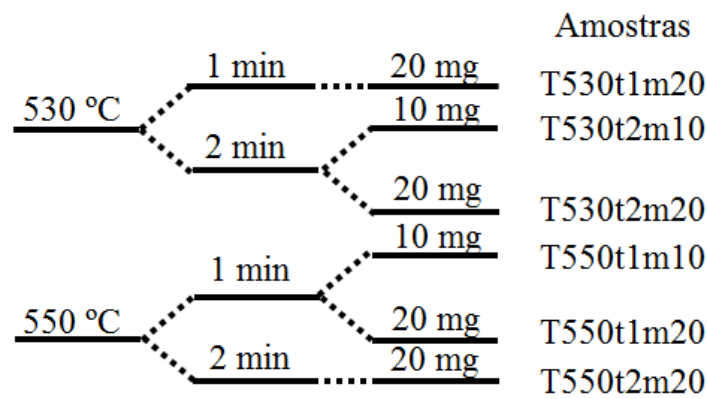 Amostras
1 min 20 mg T530t1m20
530 ºC 10 mg T530t2m10
2 min
20 mg T530t2m20
10 mg T550t1m10
1 min
550 ºC 20 mg T550t1m20
2 min 20 mg T550t2m20